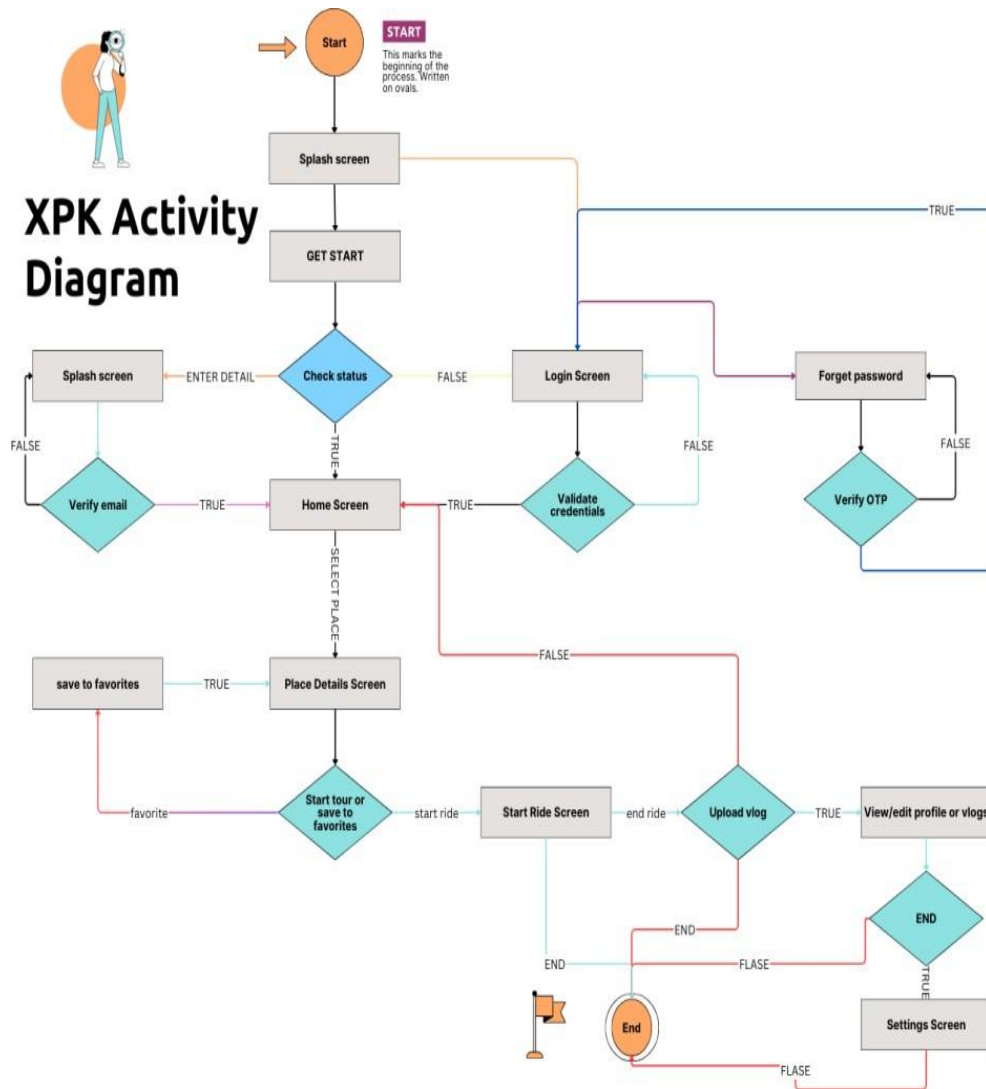 Start
START
This marks the
beginning of the
process. Written
on ovals.
Splash screen
XPK Activity
Diagram
TRUE
GET START
Splash screen
ENTER DETAIL
Check status
FALSE
Login Screen
Forget password
FALSE
TRUE
FALSE
FALSE
Verify email
TRUE
Home Screen
TRUE
Validate
credentials
Verify OTP
SELECT PLACE
FALSE
save to favorites
TRUE
Place Details Screen
favorite
Start tour or
save to
favorites
start ride
Start Ride Screen
end ride
Upload vlog
TRUE
View/edit profile or vlogs
END
END
END
FLASE
TRUE
End
Settings Screen
FLASE